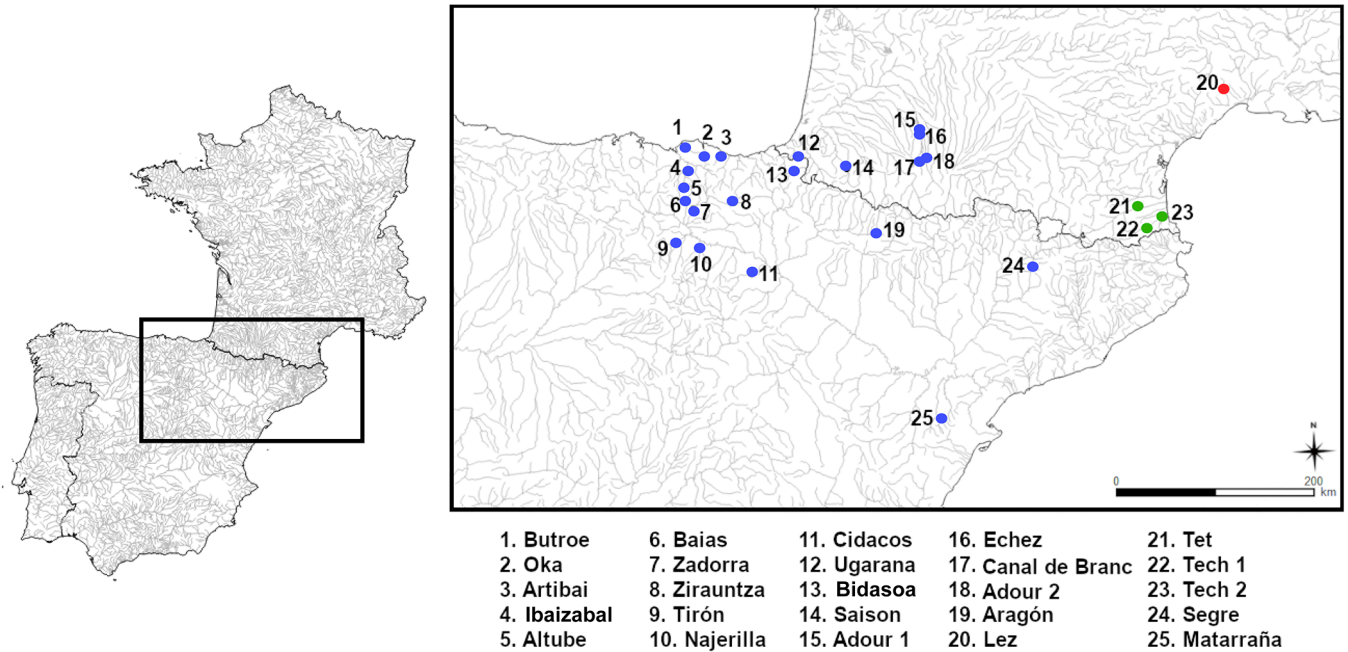 20
15
1
16
2
3
12
17
18
4
13
14
5
6
8
7
21
23
22
9
10
19
11
24
25
N
0
200
km
1. Butroe
2. Oka
3. Artibai
4. Ibaizabal
5. Altube
6. Baias
7. Zadorra
8. Zirauntza
9. Tirón
10. Najerilla
11. Cidacos
12. Ugarana
13. Bidasoa
14. Saison
15. Adour 1
16. Echez
17. Canal de Branc
18. Adour 2
19. Aragón
20. Lez
21. Tet
22. Tech 1
23. Tech 2
24. Segre
25. Matarraña